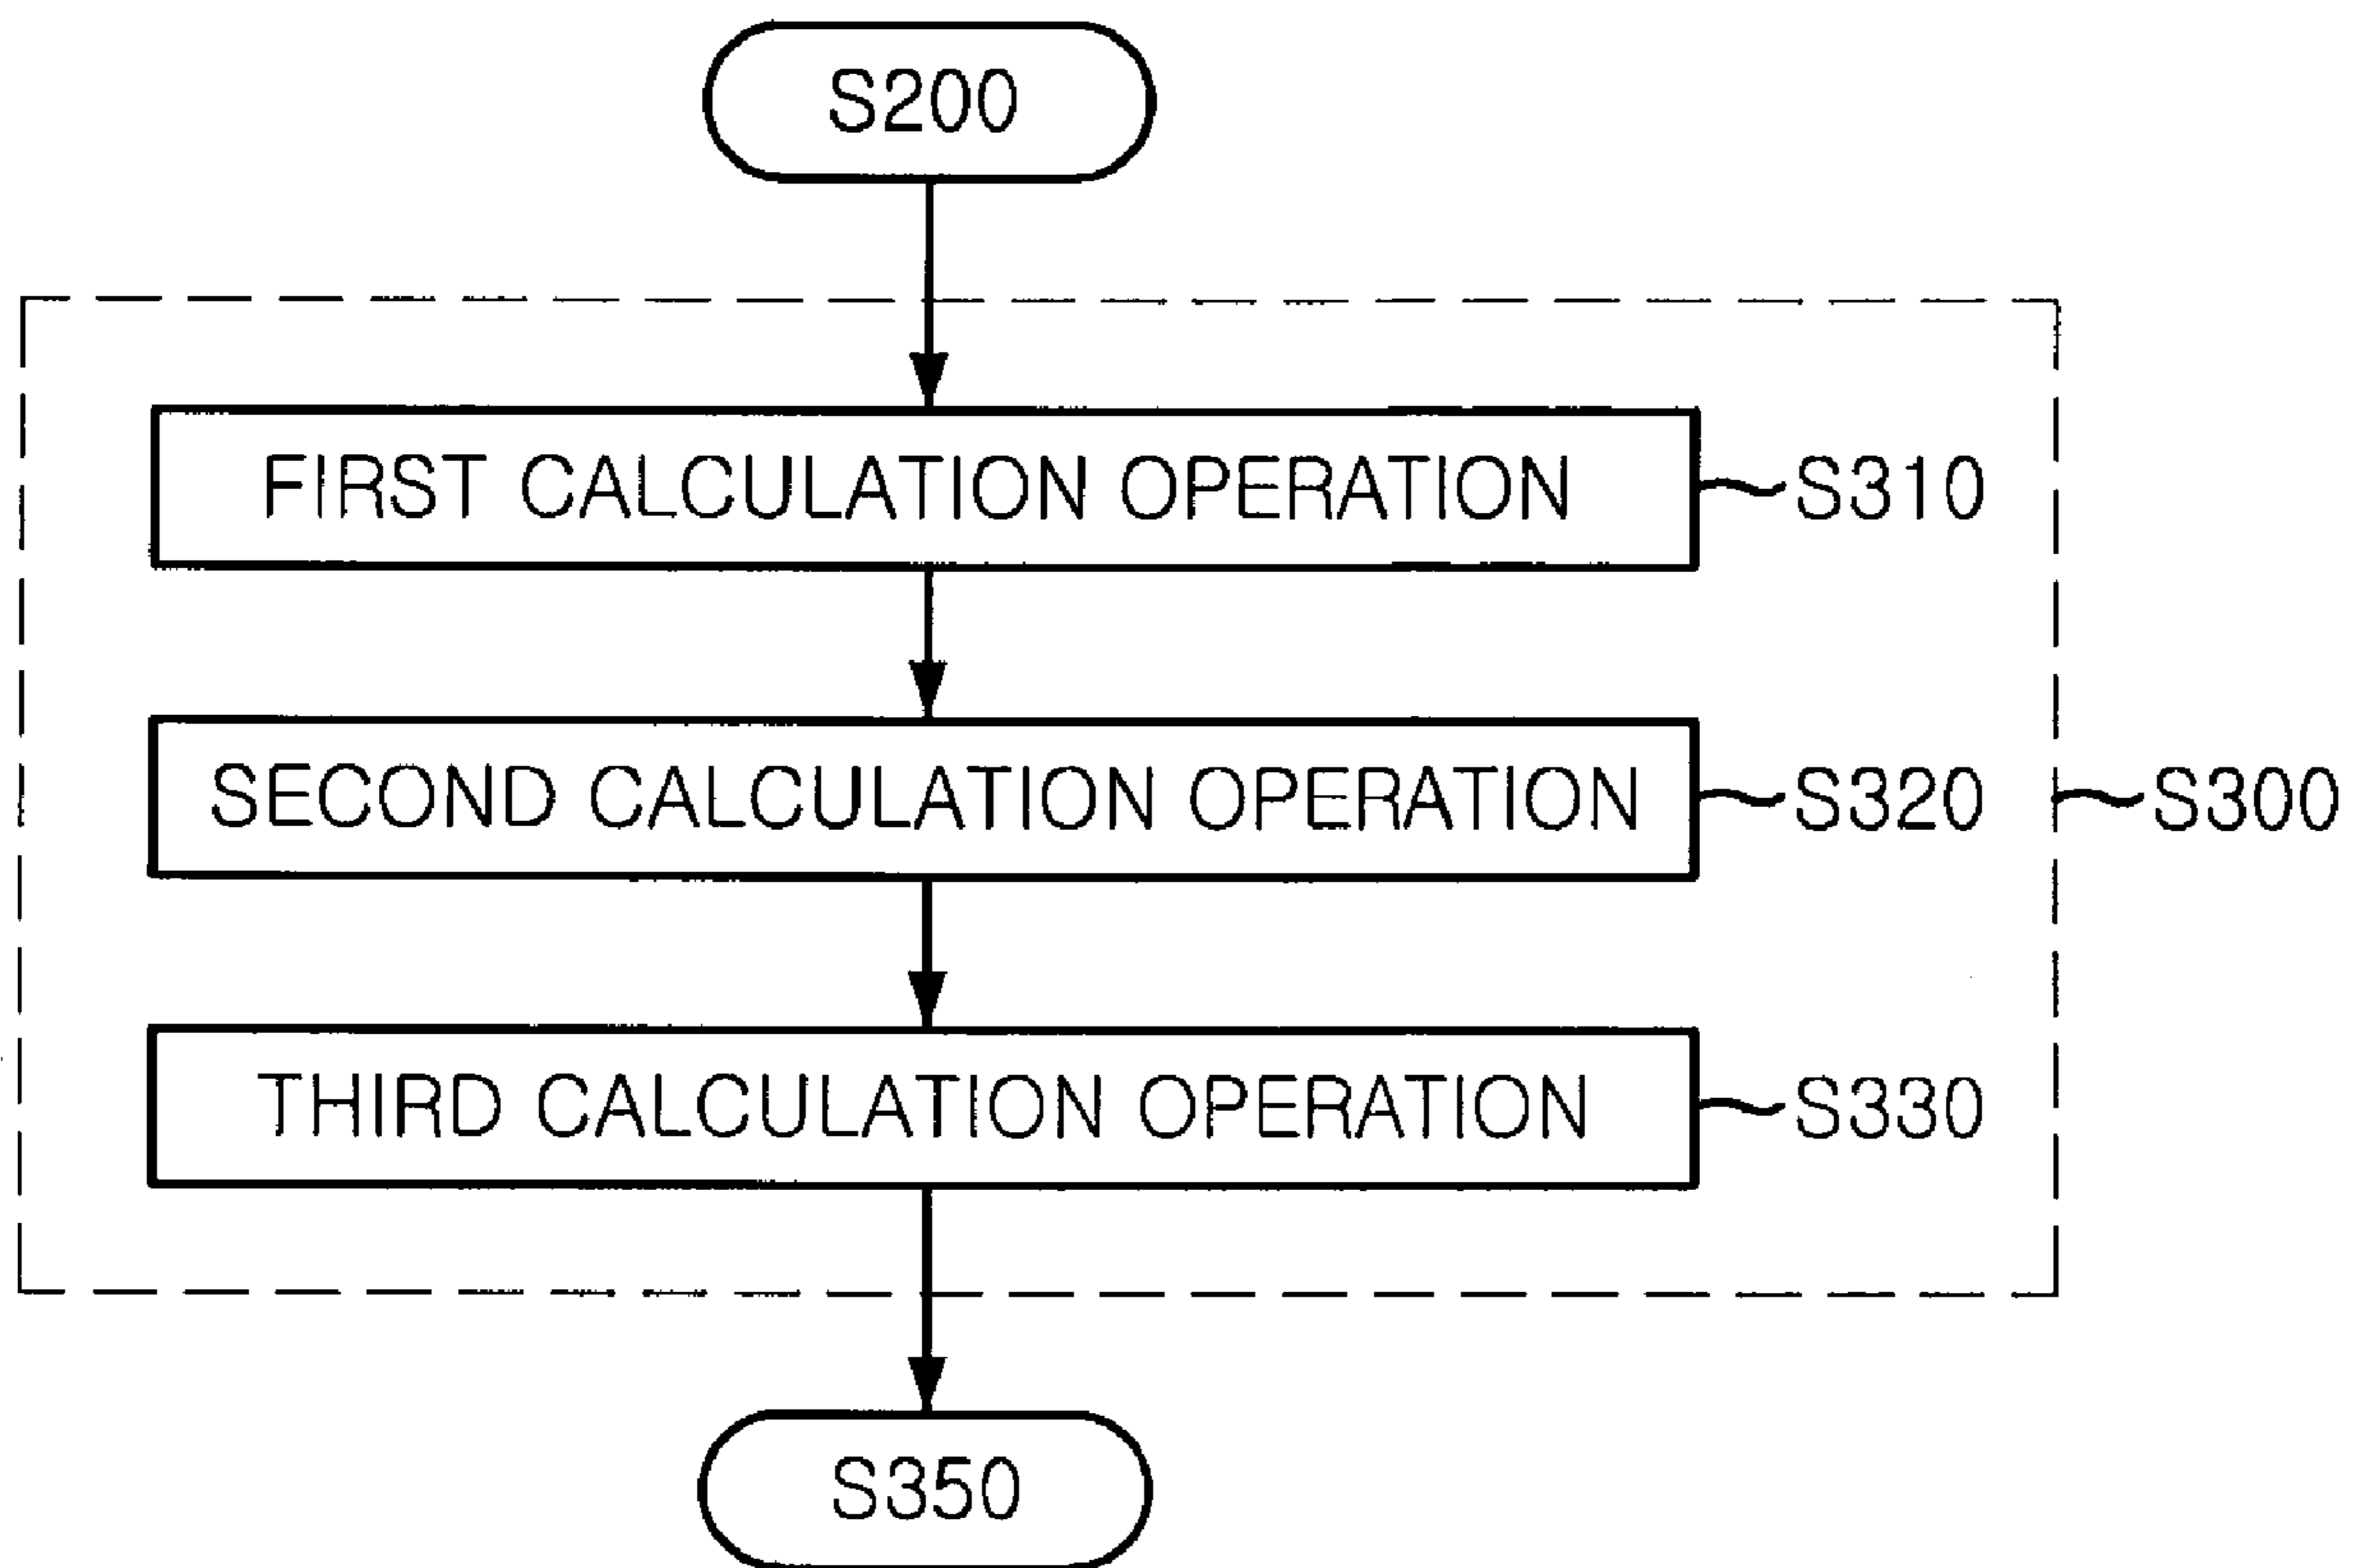 S200
FIRST CALCULATION OPERATION S310
SECOND CALCULATION OPERATION S320 S300
THIRD CALCULATION OPERATION S330
S350